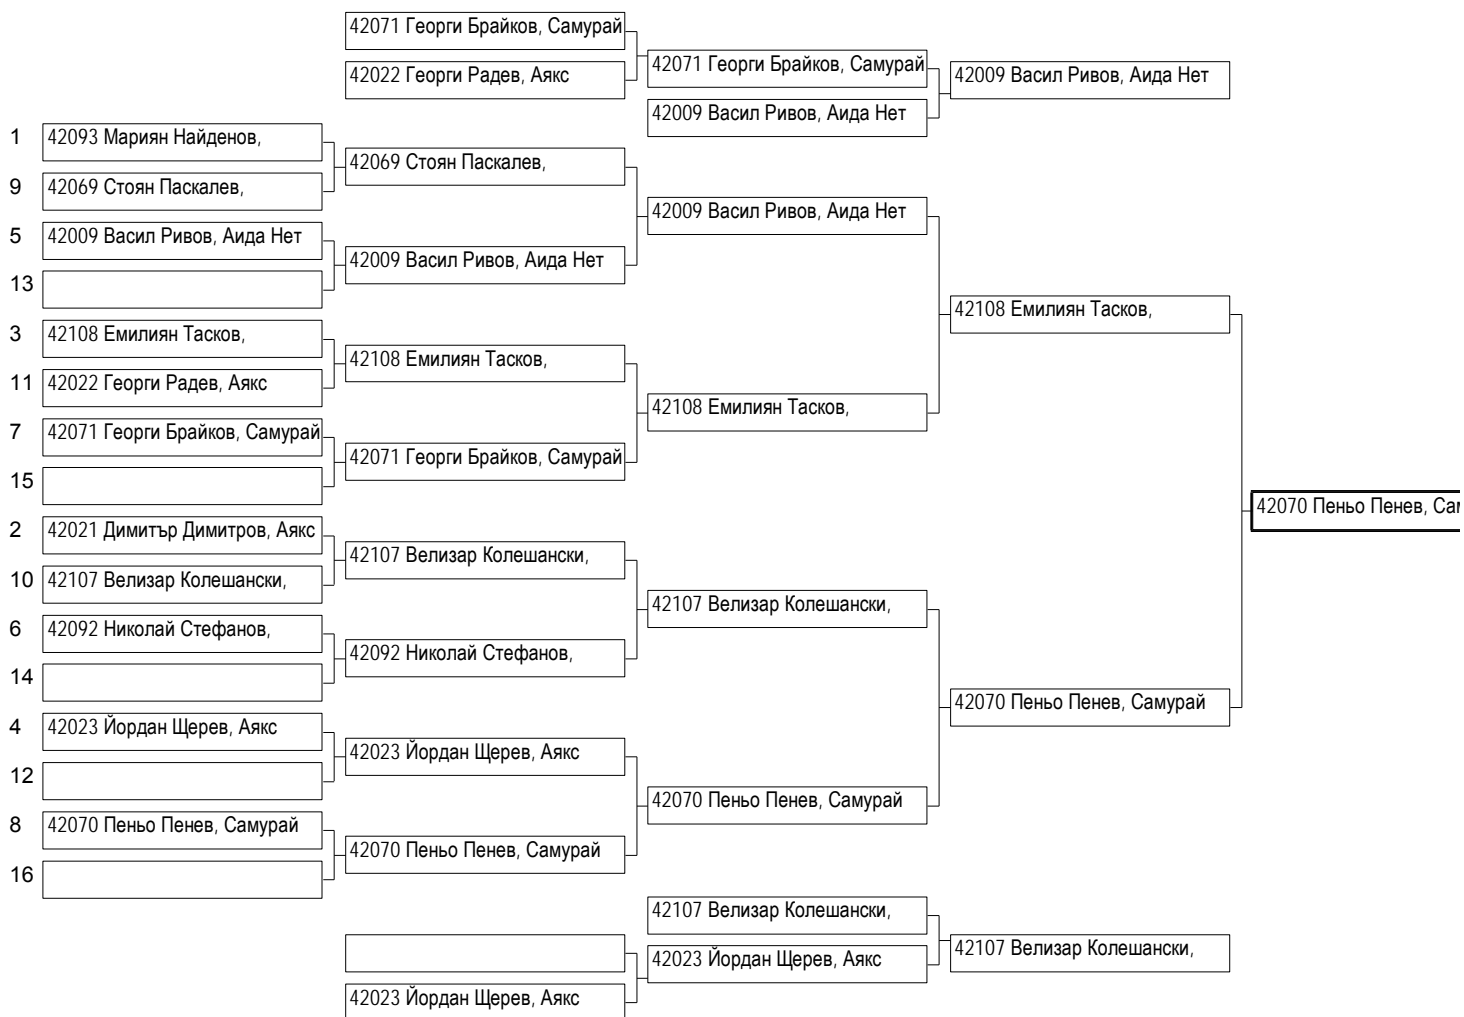 42071 Георги Брайков, Самурай
42022 Георги Радев, Аякс
42071 Георги Брайков, Самурай
42009 Васил Ривов, Аида Нет
42009 Васил Ривов, Аида Нет
1 42093 Мариян Найденов,
9 42069 Стоян Паскалев,
5 42009 Васил Ривов, Аида Нет
13
3 42108 Емилиян Тасков,
11 42022 Георги Радев, Аякс
7 42071 Георги Брайков, Самурай
15
2 42021 Димитър Димитров, Аякс
10 42107 Велизар Колешански,
6 42092 Николай Стефанов,
14
4 42023 Йордан Щерев, Аякс
12
8 42070 Пеньо Пенев, Самурай
16
42069 Стоян Паскалев,
42009 Васил Ривов, Аида Нет
42108 Емилиян Тасков,
42071 Георги Брайков, Самурай
42107 Велизар Колешански,
42092 Николай Стефанов,
42023 Йордан Щерев, Аякс
42070 Пеньо Пенев, Самурай
42009 Васил Ривов, Аида Нет
42108 Емилиян Тасков,
42107 Велизар Колешански,
42070 Пеньо Пенев, Самурай
42108 Емилиян Тасков,
42070 Пеньо Пенев, Самурай
42070 Пеньо Пенев,
42023 Йордан Щерев, Аякс
42107 Велизар Колешански,
42023 Йордан Щерев, Аякс
42107 Велизар Колешански,